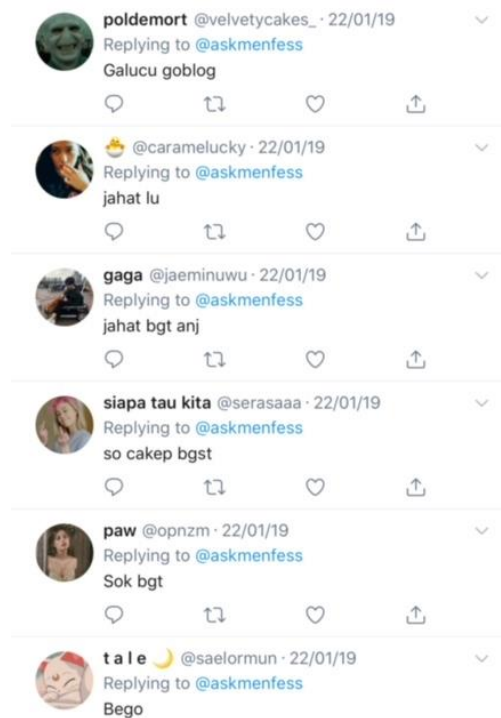 poldemort @velvetycakes_ · 22/01/19
Replying to @askmenfess
Galucu goblog
🐣 @caramelucky · 22/01/19
Replying to @askmenfess
jahat lu
gaga @jaeminuwu · 22/01/19
Replying to @askmenfess
jahat bgt anj
siapa tau kita @serasaaa · 22/01/19
Replying to @askmenfess
so cakep bgst
paw @opnzm · 22/01/19
Replying to @askmenfess
Sok bgt
t a l e 🌙 @saelormun · 22/01/19
Replying to @askmenfess
Bego